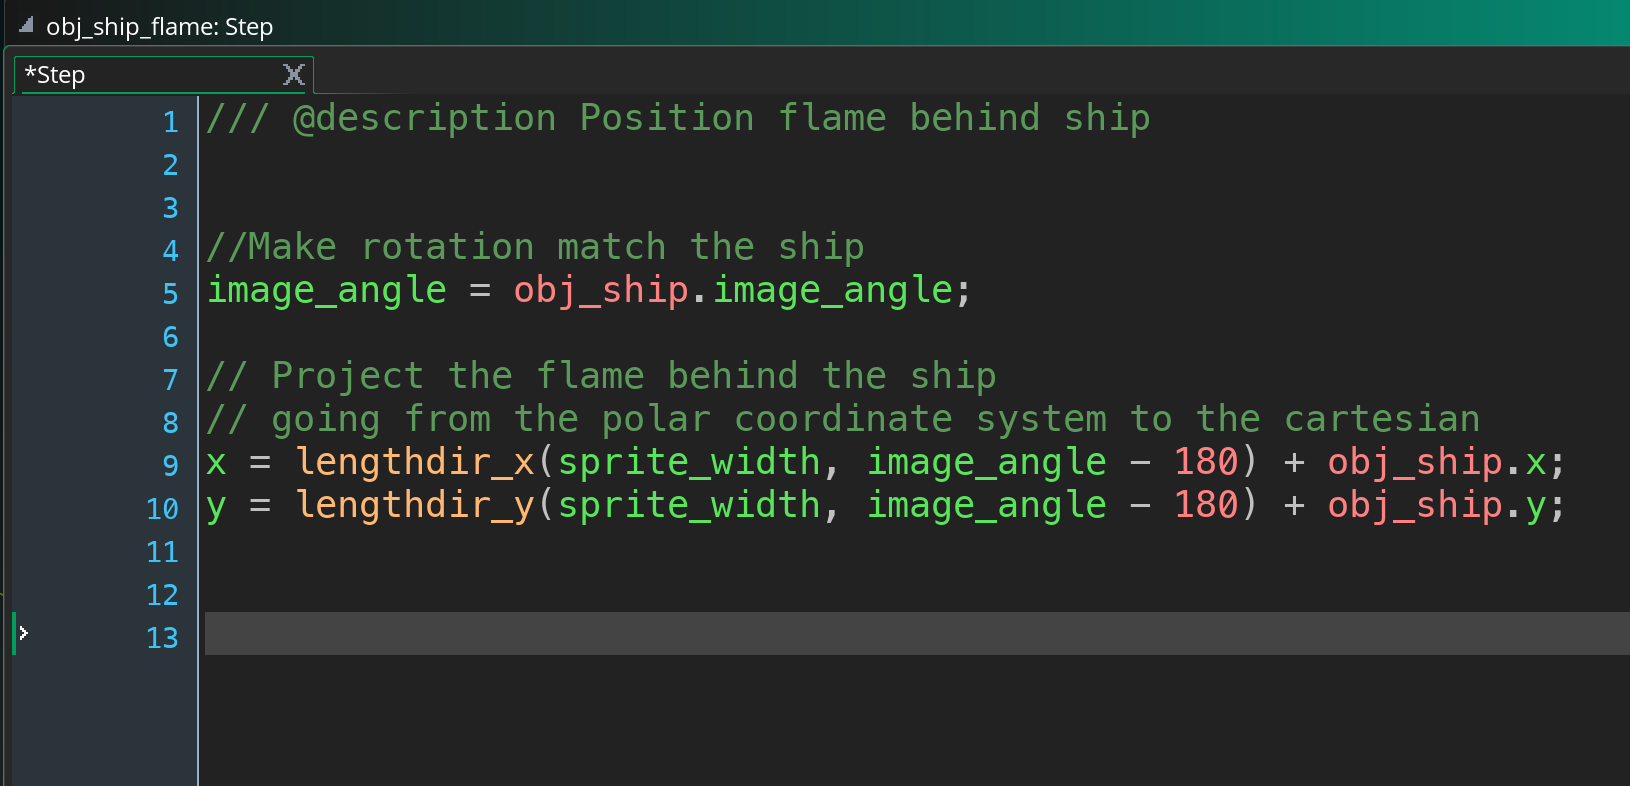 obj_ship_flame: Step
*Step
1 /// @description Position flame behind ship
2
3
4 //Make rotation match the ship
5 image_angle = obj_ship.image_angle;
6
7 // Project the flame behind the ship
8 // going from the polar coordinate system to the cartesian
9 x = lengthdir_x(sprite_width, image_angle - 180) + obj_ship.x;
10 y = lengthdir_y(sprite_width, image_angle - 180) + obj_ship.y;
11
12
13